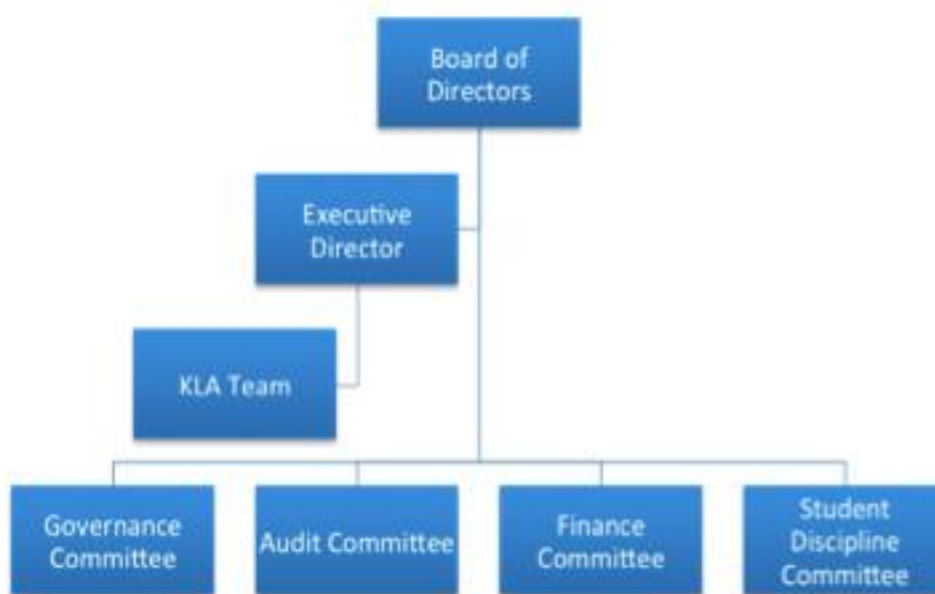 Board of
Directors
Executive
Director
KLA Team
Governance
Committee
Audit Committee
Finance
Committee
Student
Discipline
Committee